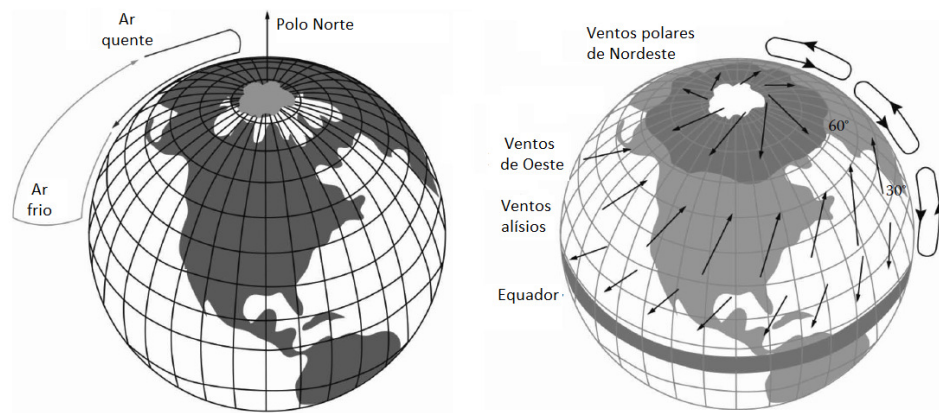 Ar
quente
Polo Norte
Ar
frio
Ventos polares
de Nordeste
60°
Ventos
de Oeste
30°
Ventos
alísios
Equador